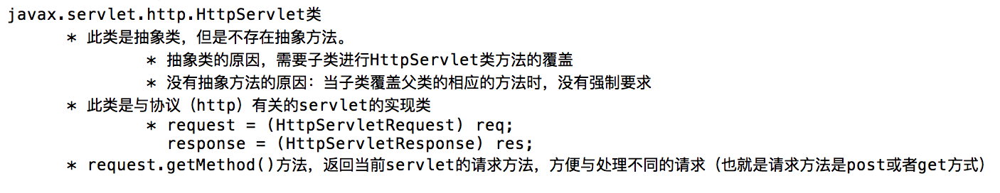 javax.servlet.http.HttpServlet类
* 此类是抽象类，但是不存在抽象方法。
* 抽象类的原因，需要子类进行HttpServlet类方法的覆盖
* 没有抽象方法的原因：当子类覆盖父类的相应的方法时，没有强制要求
* 此类是与协议（http）有关的servlet的实现类
* request = (HttpServletRequest) req;
response = (HttpServletResponse) res;
* request.getMethod()方法，返回当前servlet的请求方法，方便与处理不同的请求（也就是请求方法是post或者get方式）